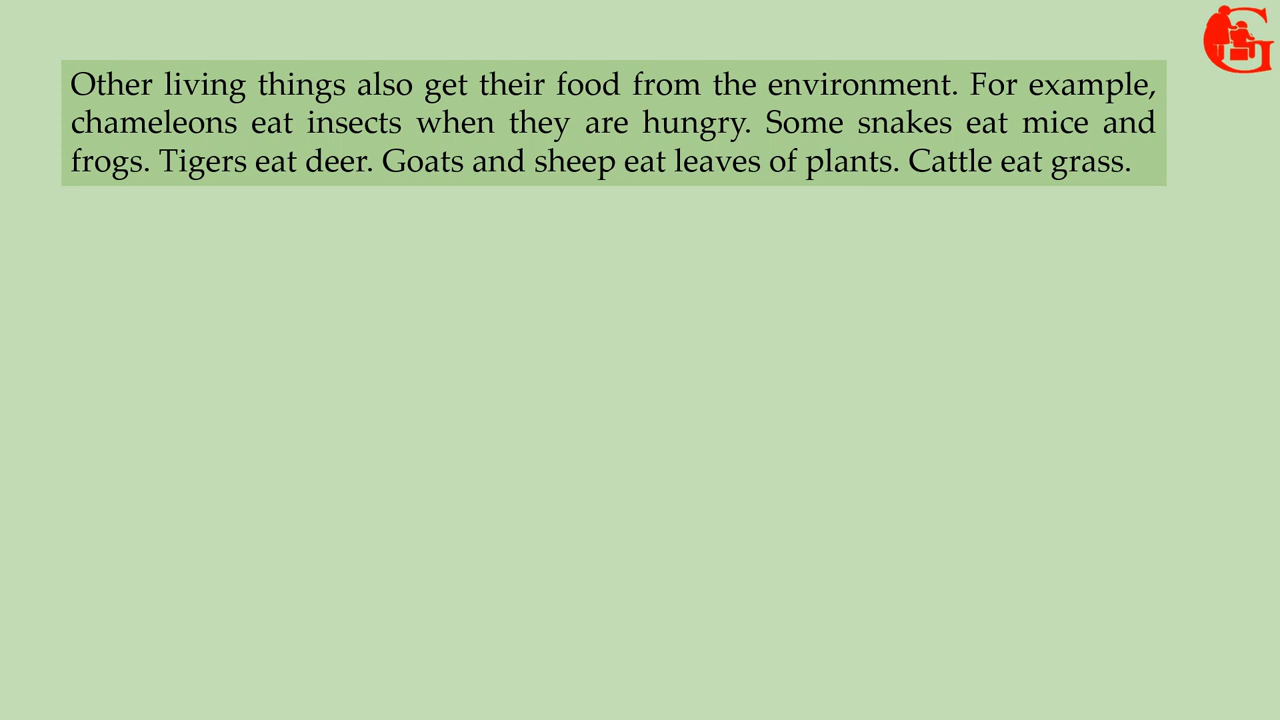 Other living things also get their food from the environment. For example,
chameleons eat insects when they are hungry. Some snakes eat mice and
frogs. Tigers eat deer. Goats and sheep eat leaves of plants. Cattle eat grass.